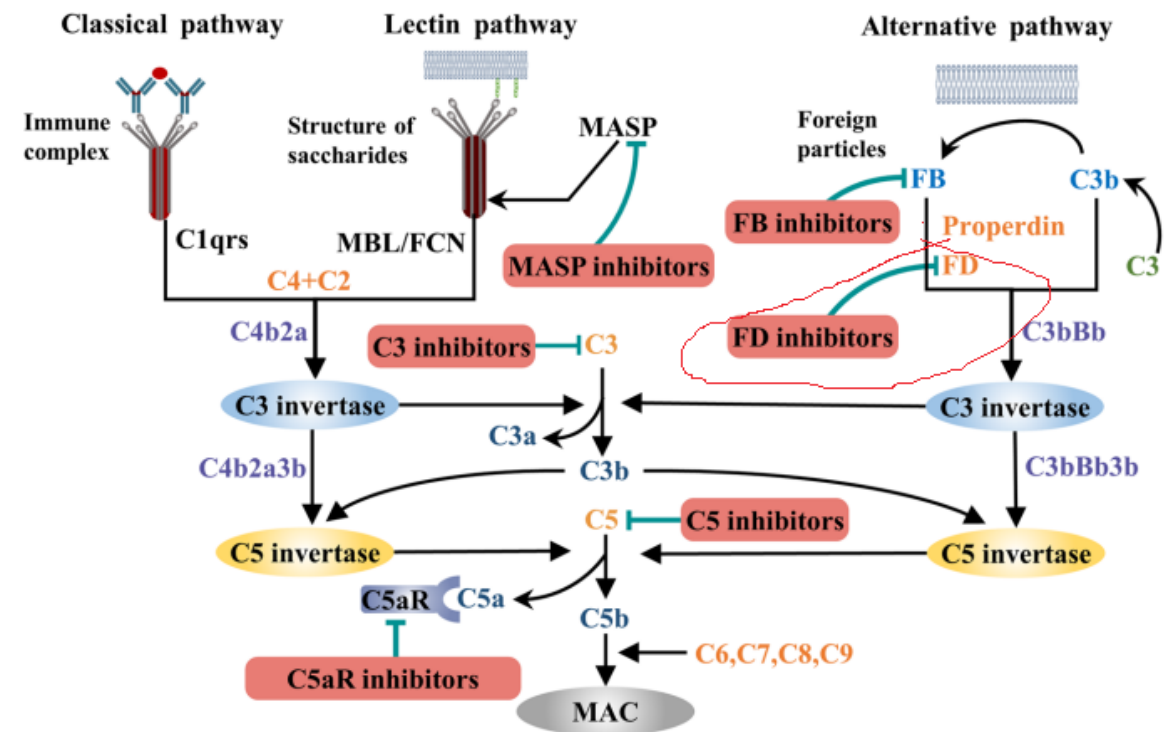 Classical pathway
Lectin pathway
Alternative pathway
Immune
complex
Structure of
saccharides
MASP
Foreign
particles
FB
C3b
FB inhibitors
Properdin
C1qrs
MBL/FCN
MASP inhibitors
FD
C3
C4+C2
C4b2a
C3 inhibitors
C3
FD inhibitors
C3bBb
C3 invertase
C3 invertase
C3a
C4b2a3b
C3b
C3bBb3b
C5
C5 inhibitors
C5 invertase
C5 invertase
C5aR
C5a
C5b
C6,C7,C8,C9
C5aR inhibitors
MAC